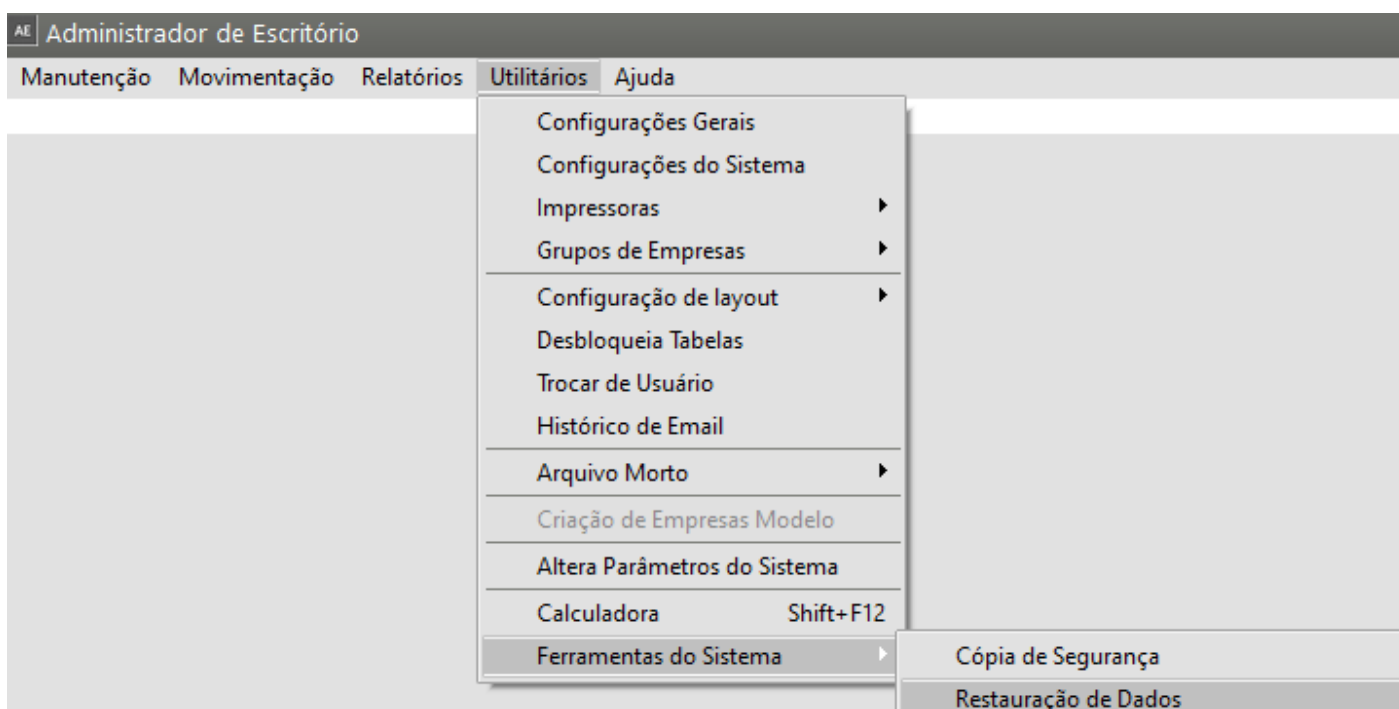 AE Administrador de Escritório
Manutenção Movimentação Relatórios Utilitários Ajuda
Configurações Gerais
Configurações do Sistema
Impressoras
Grupos de Empresas
Configuração de layout
Desbloqueia Tabelas
Trocar de Usuário
Histórico de Email
Arquivo Morto
Criação de Empresas Modelo
Altera Parâmetros do Sistema
Calculadora Shift+F12
Ferramentas do Sistema Cópia de Segurança
Restauração de Dados